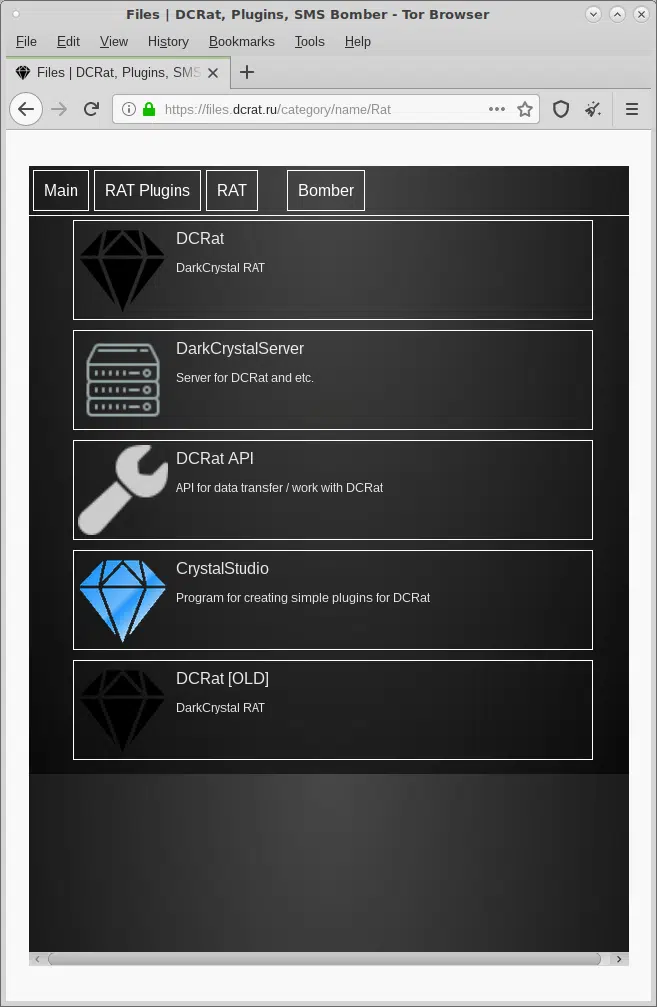 Files | DCRat, Plugins, SMS Bomber - Tor Browser
File Edit View History Bookmarks Tools Help
Files | DCRat, Plugins, SMS
https://files.dcrat.ru/category/name/Rat
Main RAT Plugins RAT Bomber
DCRat
DarkCrystal RAT
DarkCrystalServer
Server for DCRat and etc.
DCRat API
API for data transfer / work with DCRat
CrystalStudio
Program for creating simple plugins for DCRat
DCRat [OLD]
DarkCrystal RAT